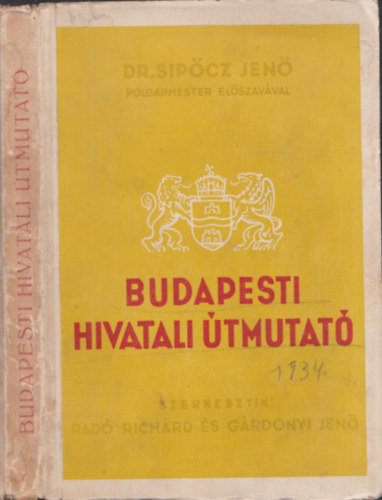 BUDAPESTI HIVATALI ÚTMUTATÓ
DR. SIPŐCZ JENŐ
POLGÁRMESTER ELŐSZAVÁVAL
BUDAPESTI
HIVATALI ÚTMUTATÓ
1934.
SZERKESZTIK:
RADÓ RICHÁRD ÉS GÁRDONYI JENŐ